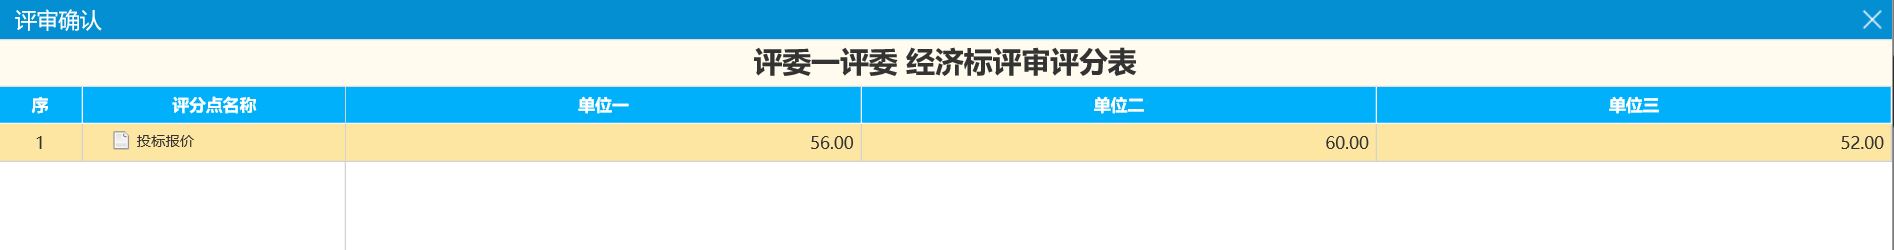 评审确认
评委一评委 经济标评审评分表
序 评分点名称 单位一 单位二 单位三
1 投标报价 56.00 60.00 52.00